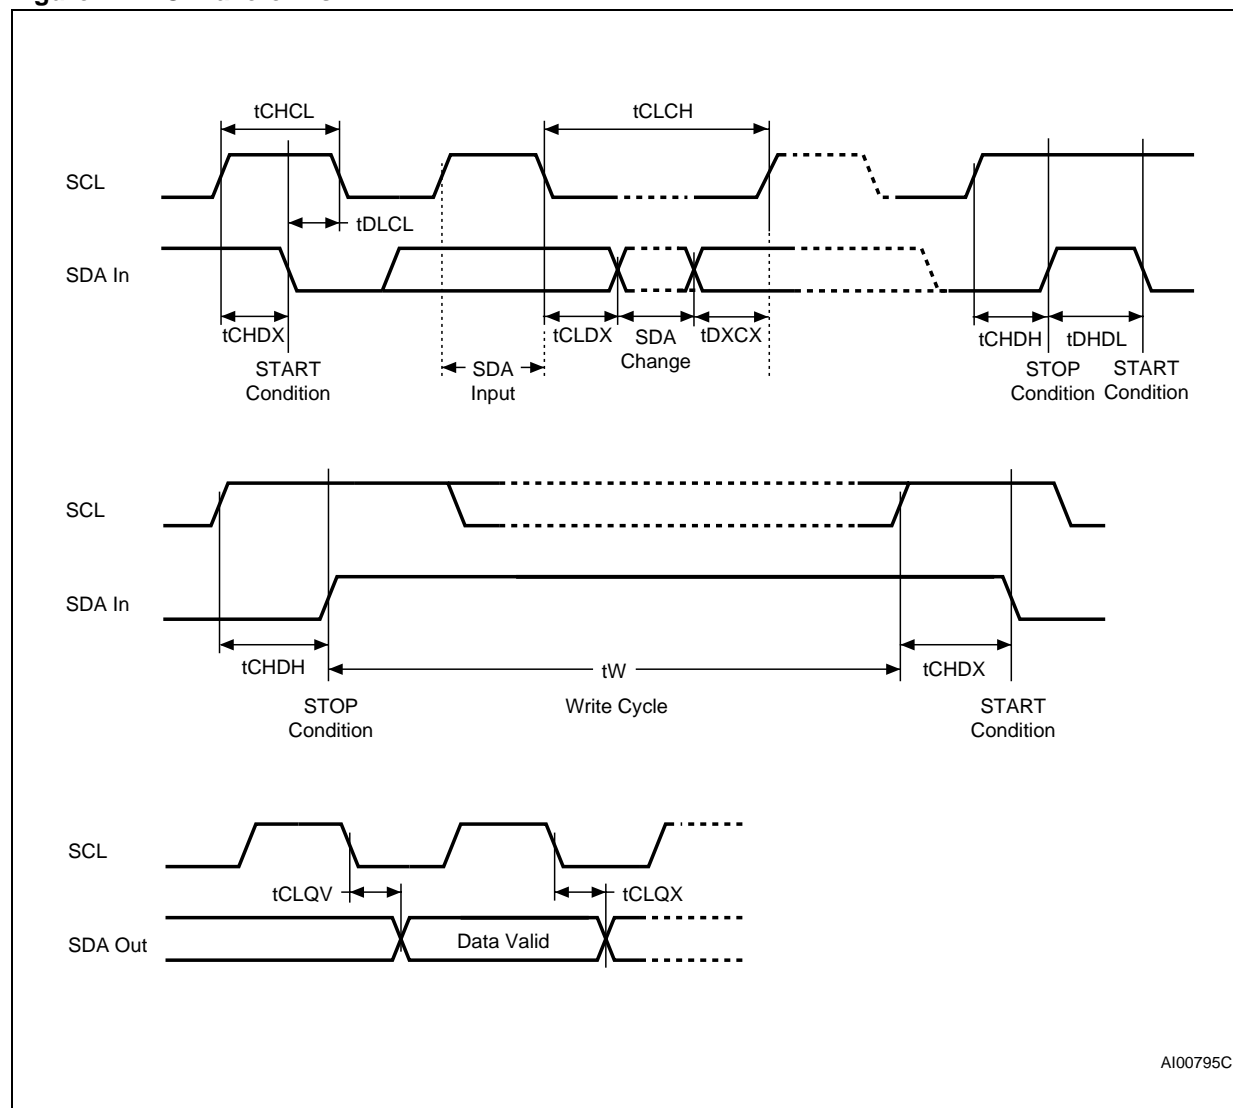 tCHCL
tCLCH
SCL
tDLCL
SDA In
tCHDX
tCLDX
SDA
Change
tDXCX
tCHDH
tDHDL
START
Condition
SDA
Input
STOP
Condition
START
Condition
SCL
SDA In
tCHDH
tW
tCHDX
STOP
Condition
Write Cycle
START
Condition
SCL
tCLQV
tCLQX
SDA Out
Data Valid
AI00795C